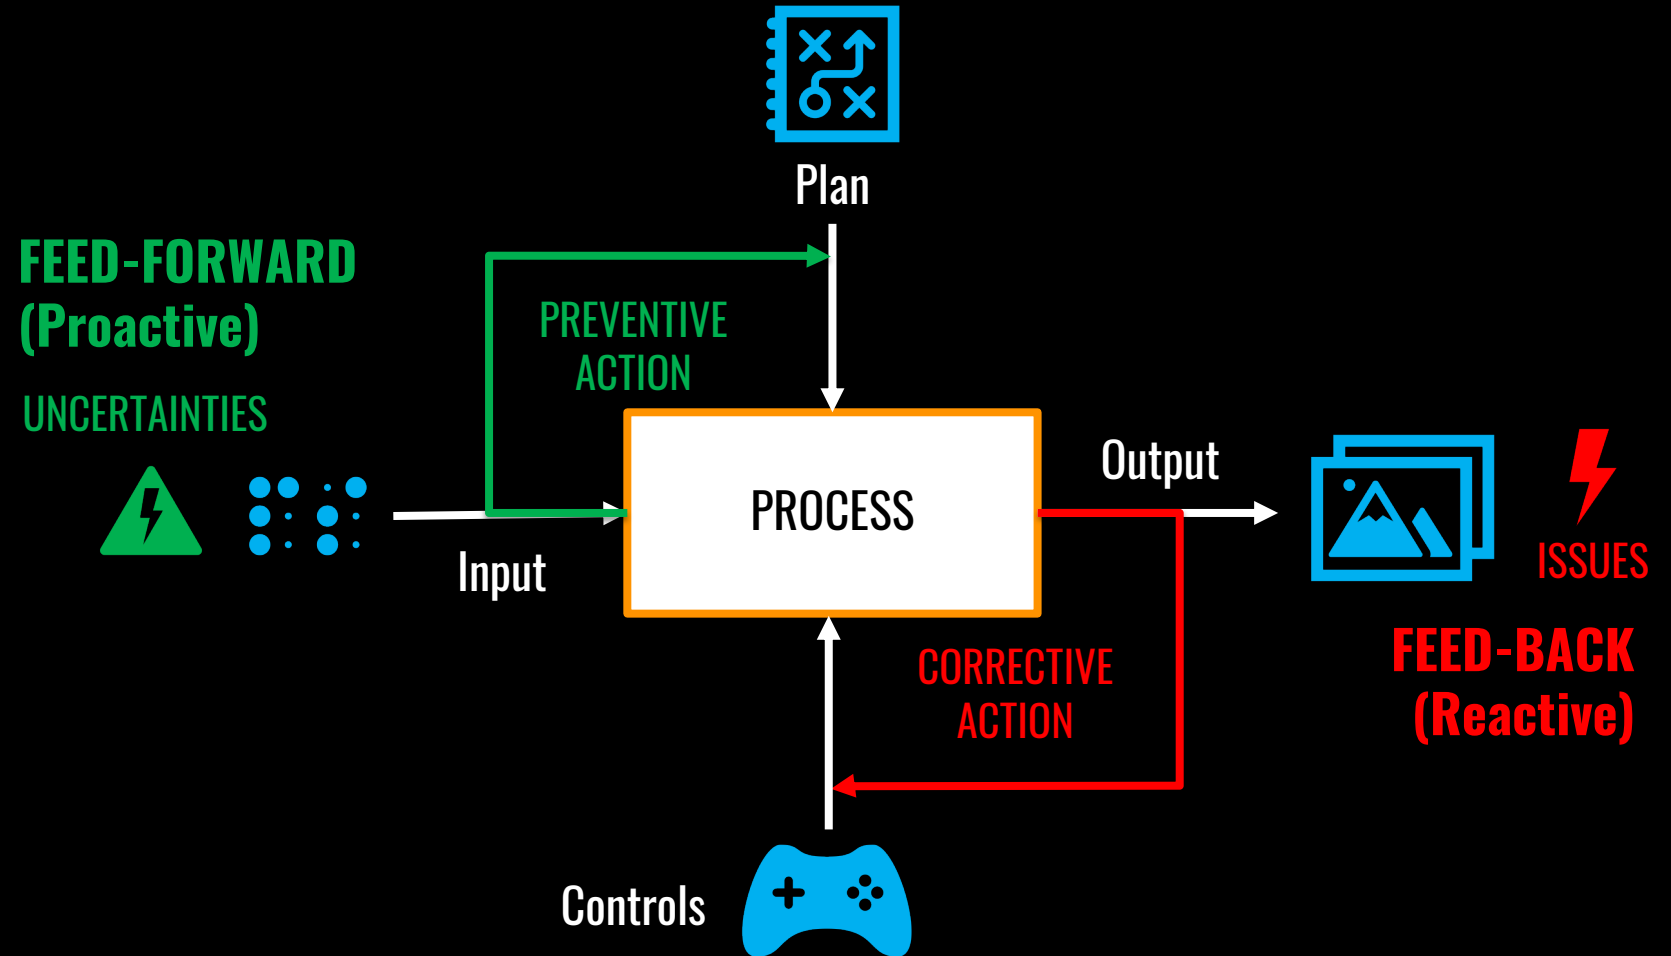 Plan
FEED-FORWARD
(Proactive)
PREVENTIVE
ACTION
UNCERTAINTIES
Input
PROCESS
Output
ISSUES
FEED-BACK
(Reactive)
CORRECTIVE
ACTION
Controls